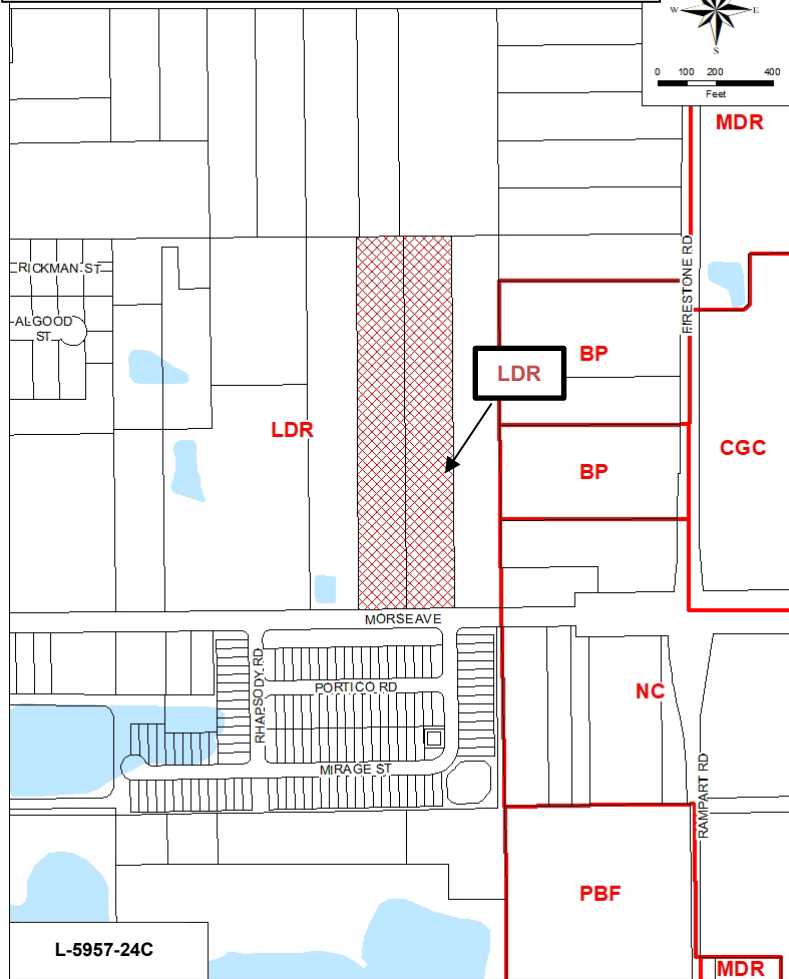 W E
S
0 100 200 400
Feet
MDR
RICKMAN ST
FIRESTONE RD
ALGOOD
ST
BP
LDR
LDR
CGC
BP
MORSE AVE
RHAPSODY RD
PORTICO RD
NC
MIRAGE ST
RAMPART RD
PBF
L-5957-24C
MDR